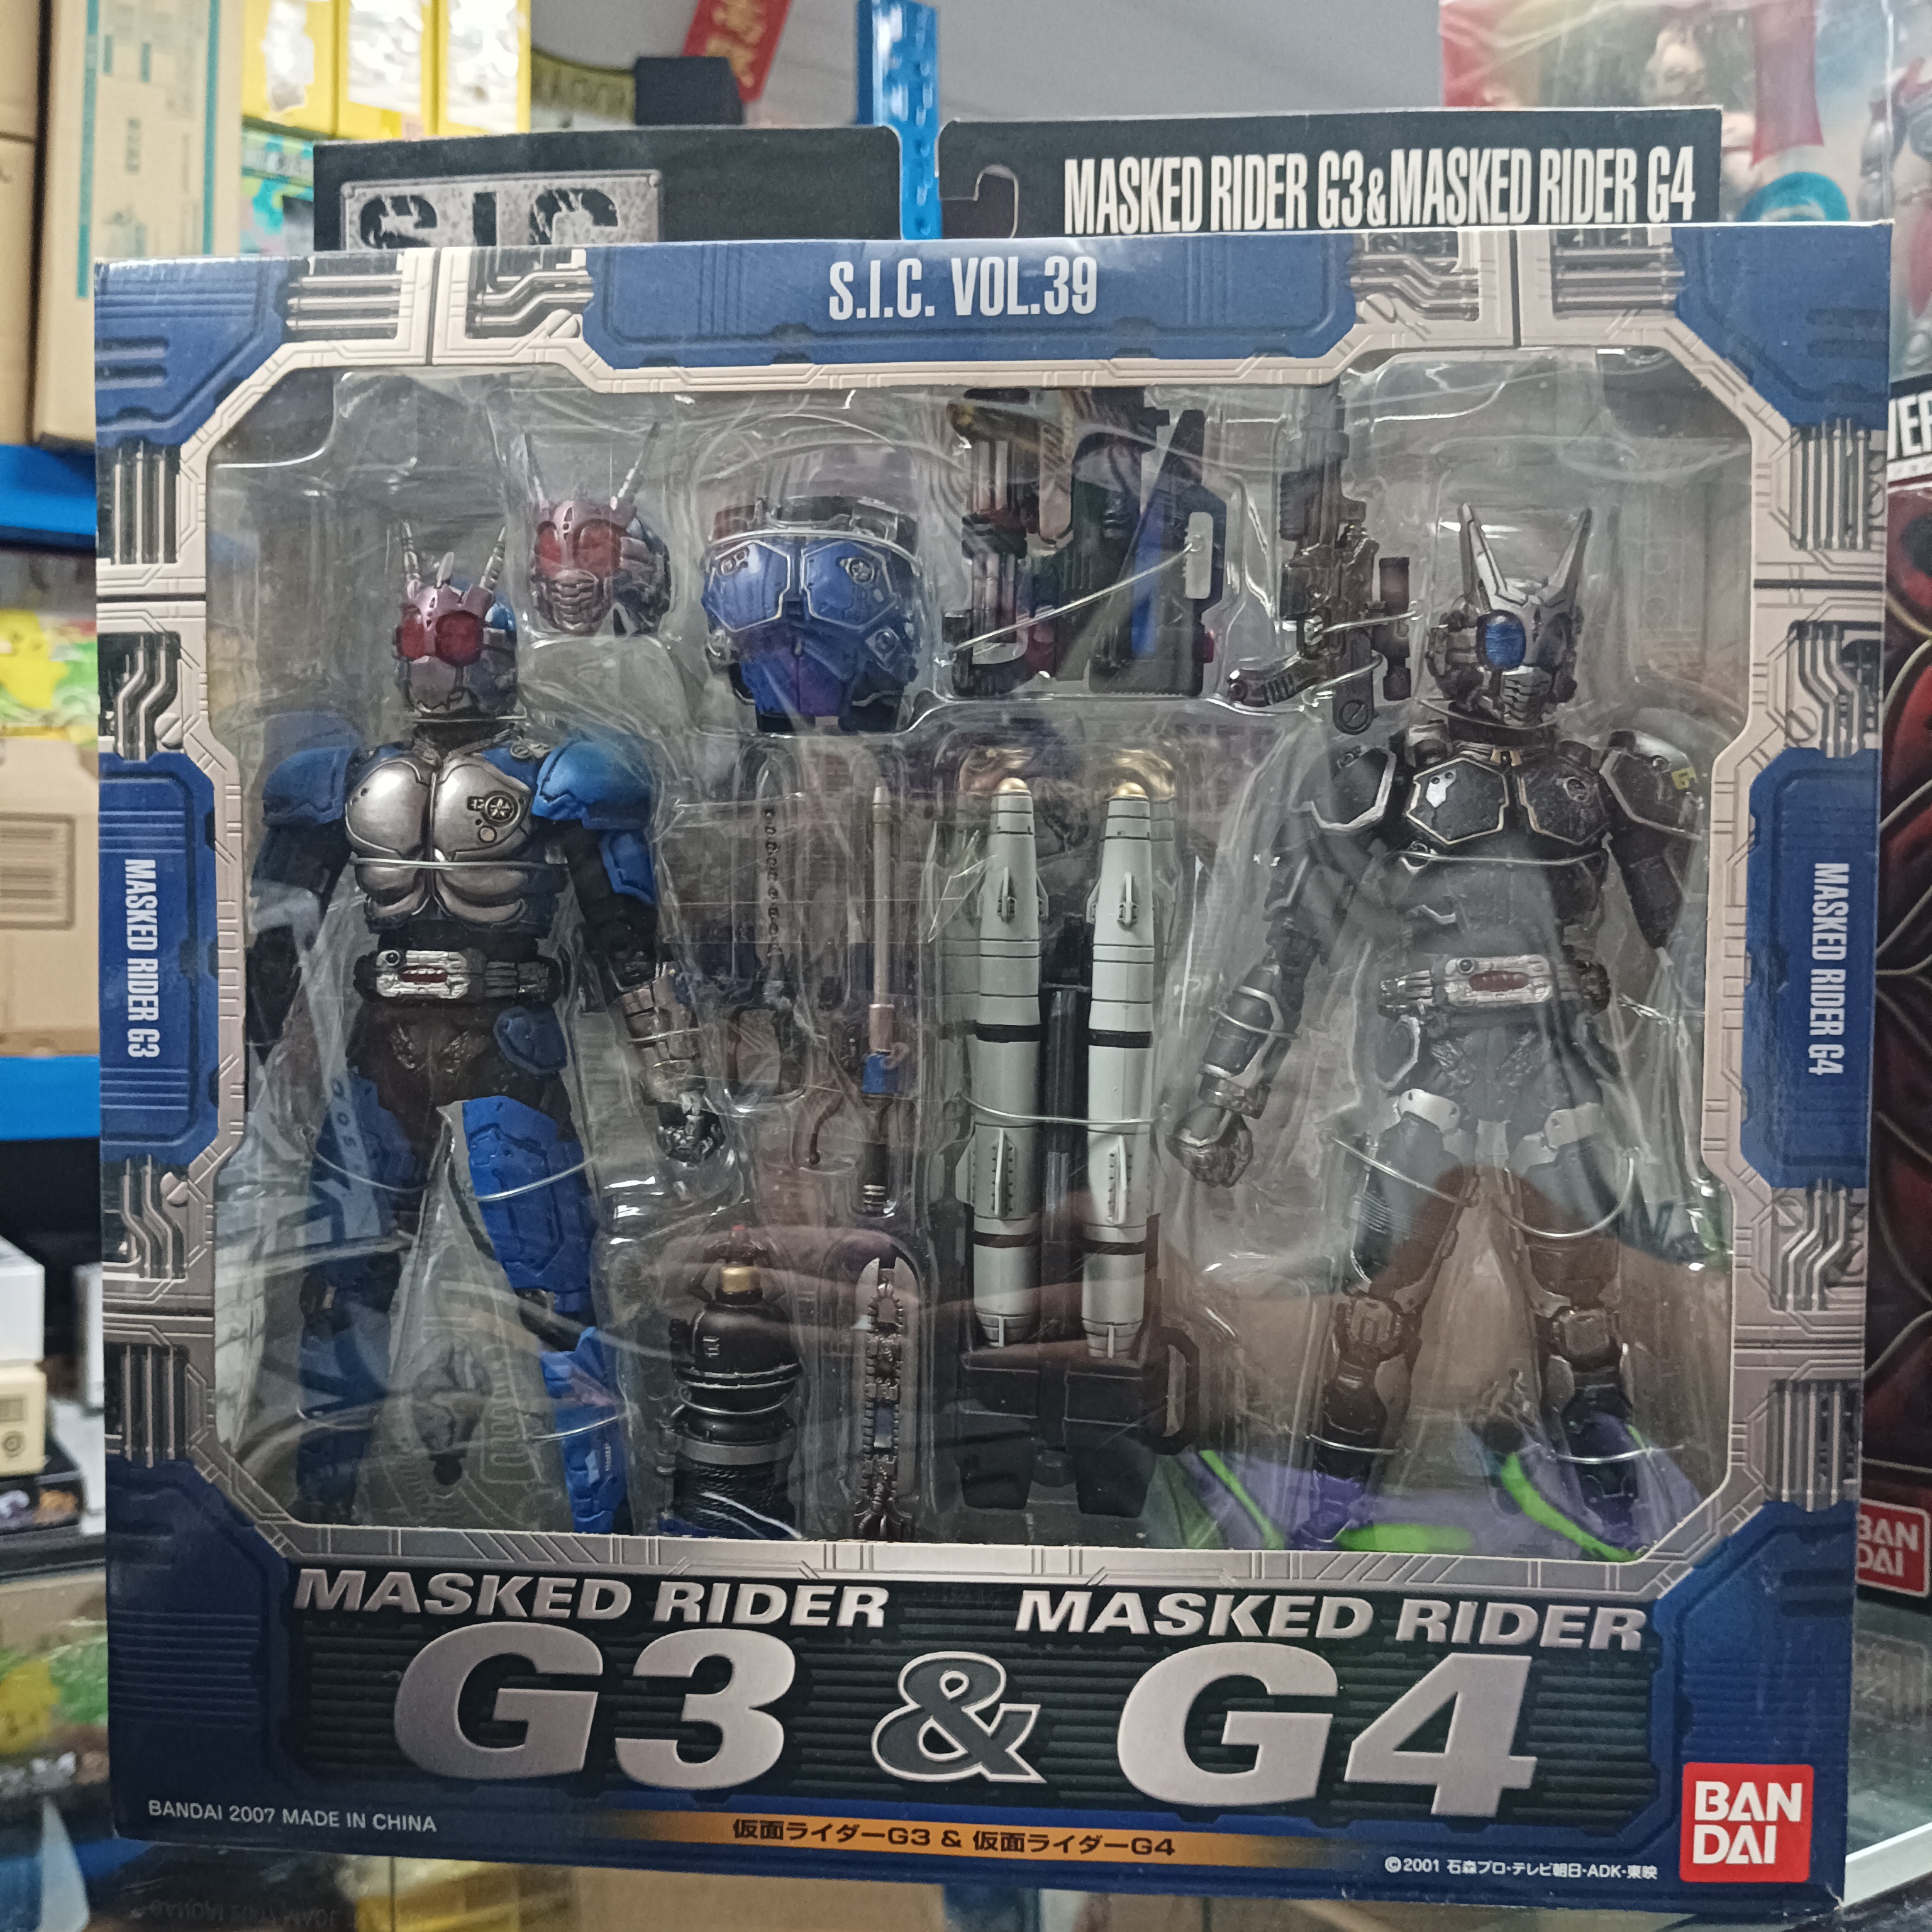 S.I.C
MASKED RIDER G3&MASKED RIDER G4
S.I.C. VOL.39
MASKED RIDER G3
MASKED RIDER G4
MASKED RIDER
G3
&
MASKED RIDER
G4
BANDAI 2007 MADE IN CHINA
仮面ライダーG3 & 仮面ライダーG4
©2001 石森プロ・テレビ朝日・ADK・東映
BAN
DAI
BAN
DAI